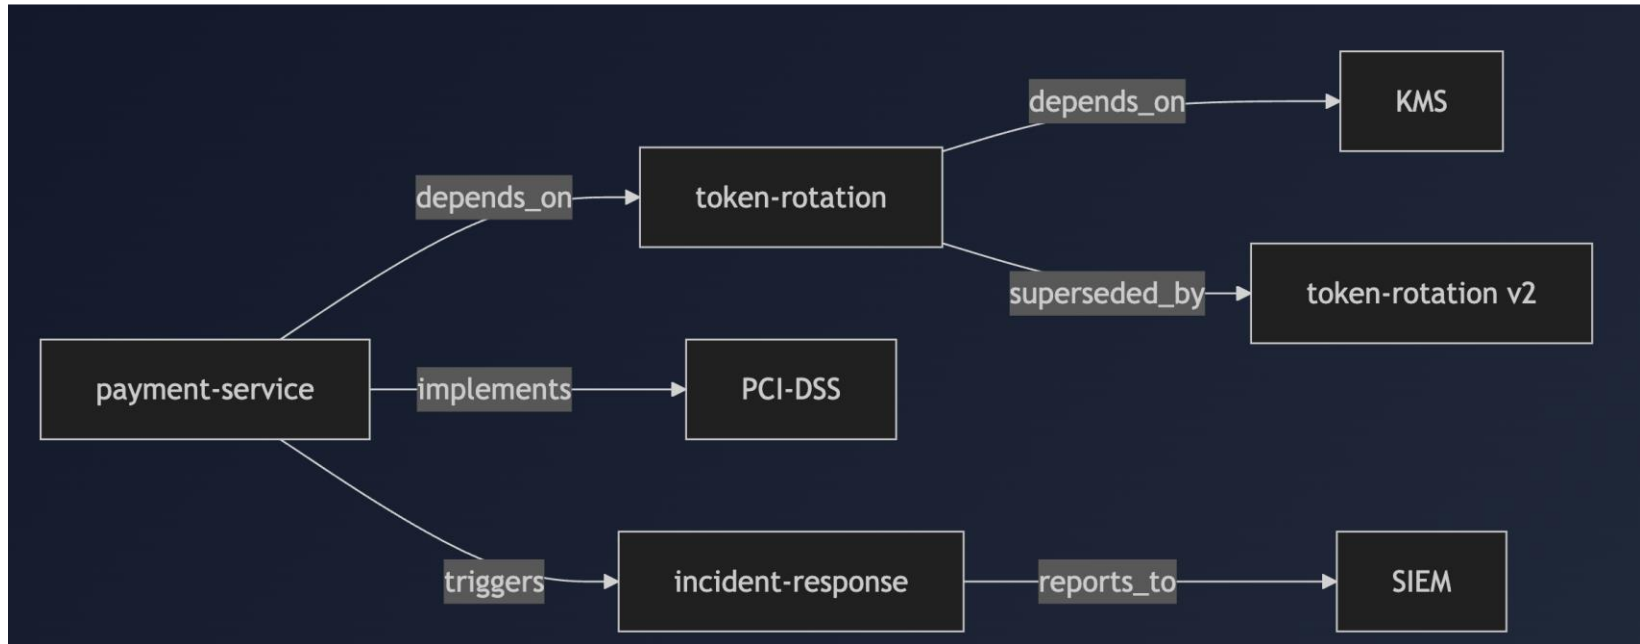 depends_on
KMS
depends_on
token-rotation
superseded_by
token-rotation v2
payment-service
implements
PCI-DSS
triggers
incident-response
reports_to
SIEM